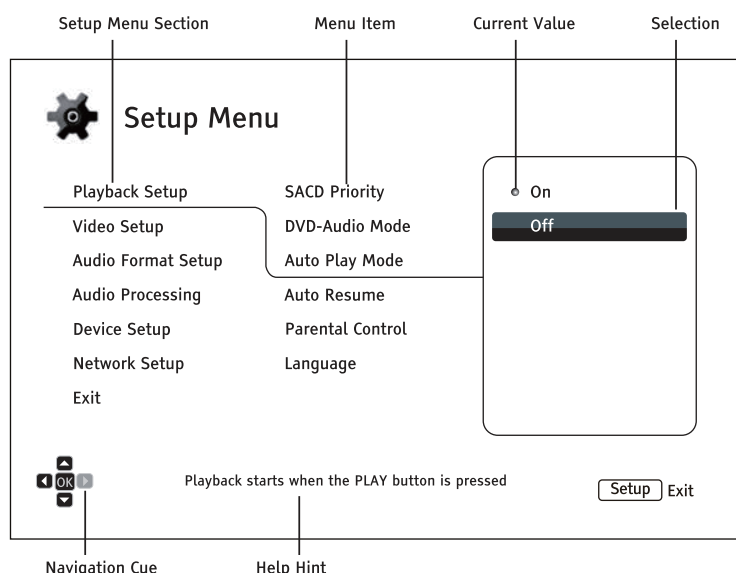 Setup Menu Section Menu Item Current Value Selection
Setup Menu
Playback Setup SACD Priority On
Video Setup DVD-Audio Mode Off
Audio Format Setup Auto Play Mode
Audio Processing Auto Resume
Device Setup Parental Control
Network Setup Language
Exit
OK Playback starts when the PLAY button is pressed Setup Exit
Navigation Cue Help Hint